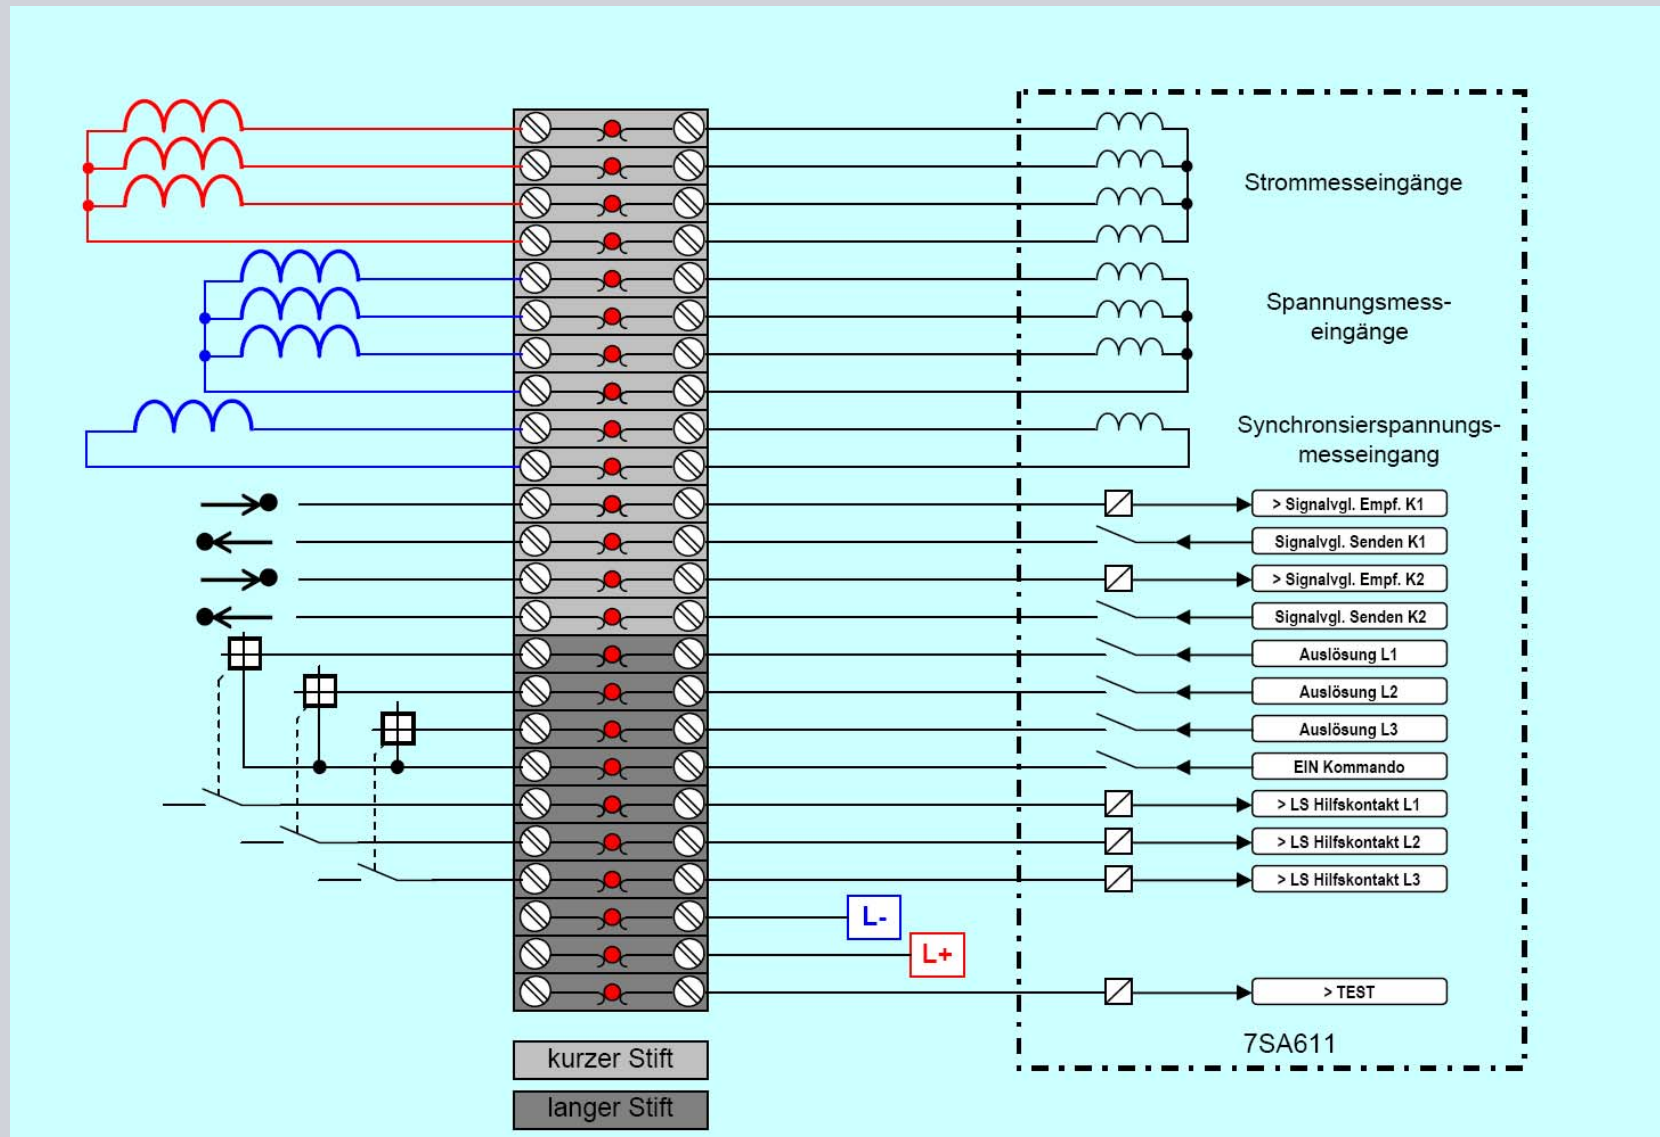 Strommesseingänge
Spannungsmess-
eingänge
Synchronsierspannungs-
messeingang
> Signalvgl. Empf. K1
Signalvgl. Senden K1
> Signalvgl. Empf. K2
Signalvgl. Senden K2
Auslösung L1
Auslösung L2
Auslösung L3
EIN Kommando
> LS Hilfskontakt L1
> LS Hilfskontakt L2
> LS Hilfskontakt L3
L-
L+
> TEST
7SA611
kurzer Stift
langer Stift